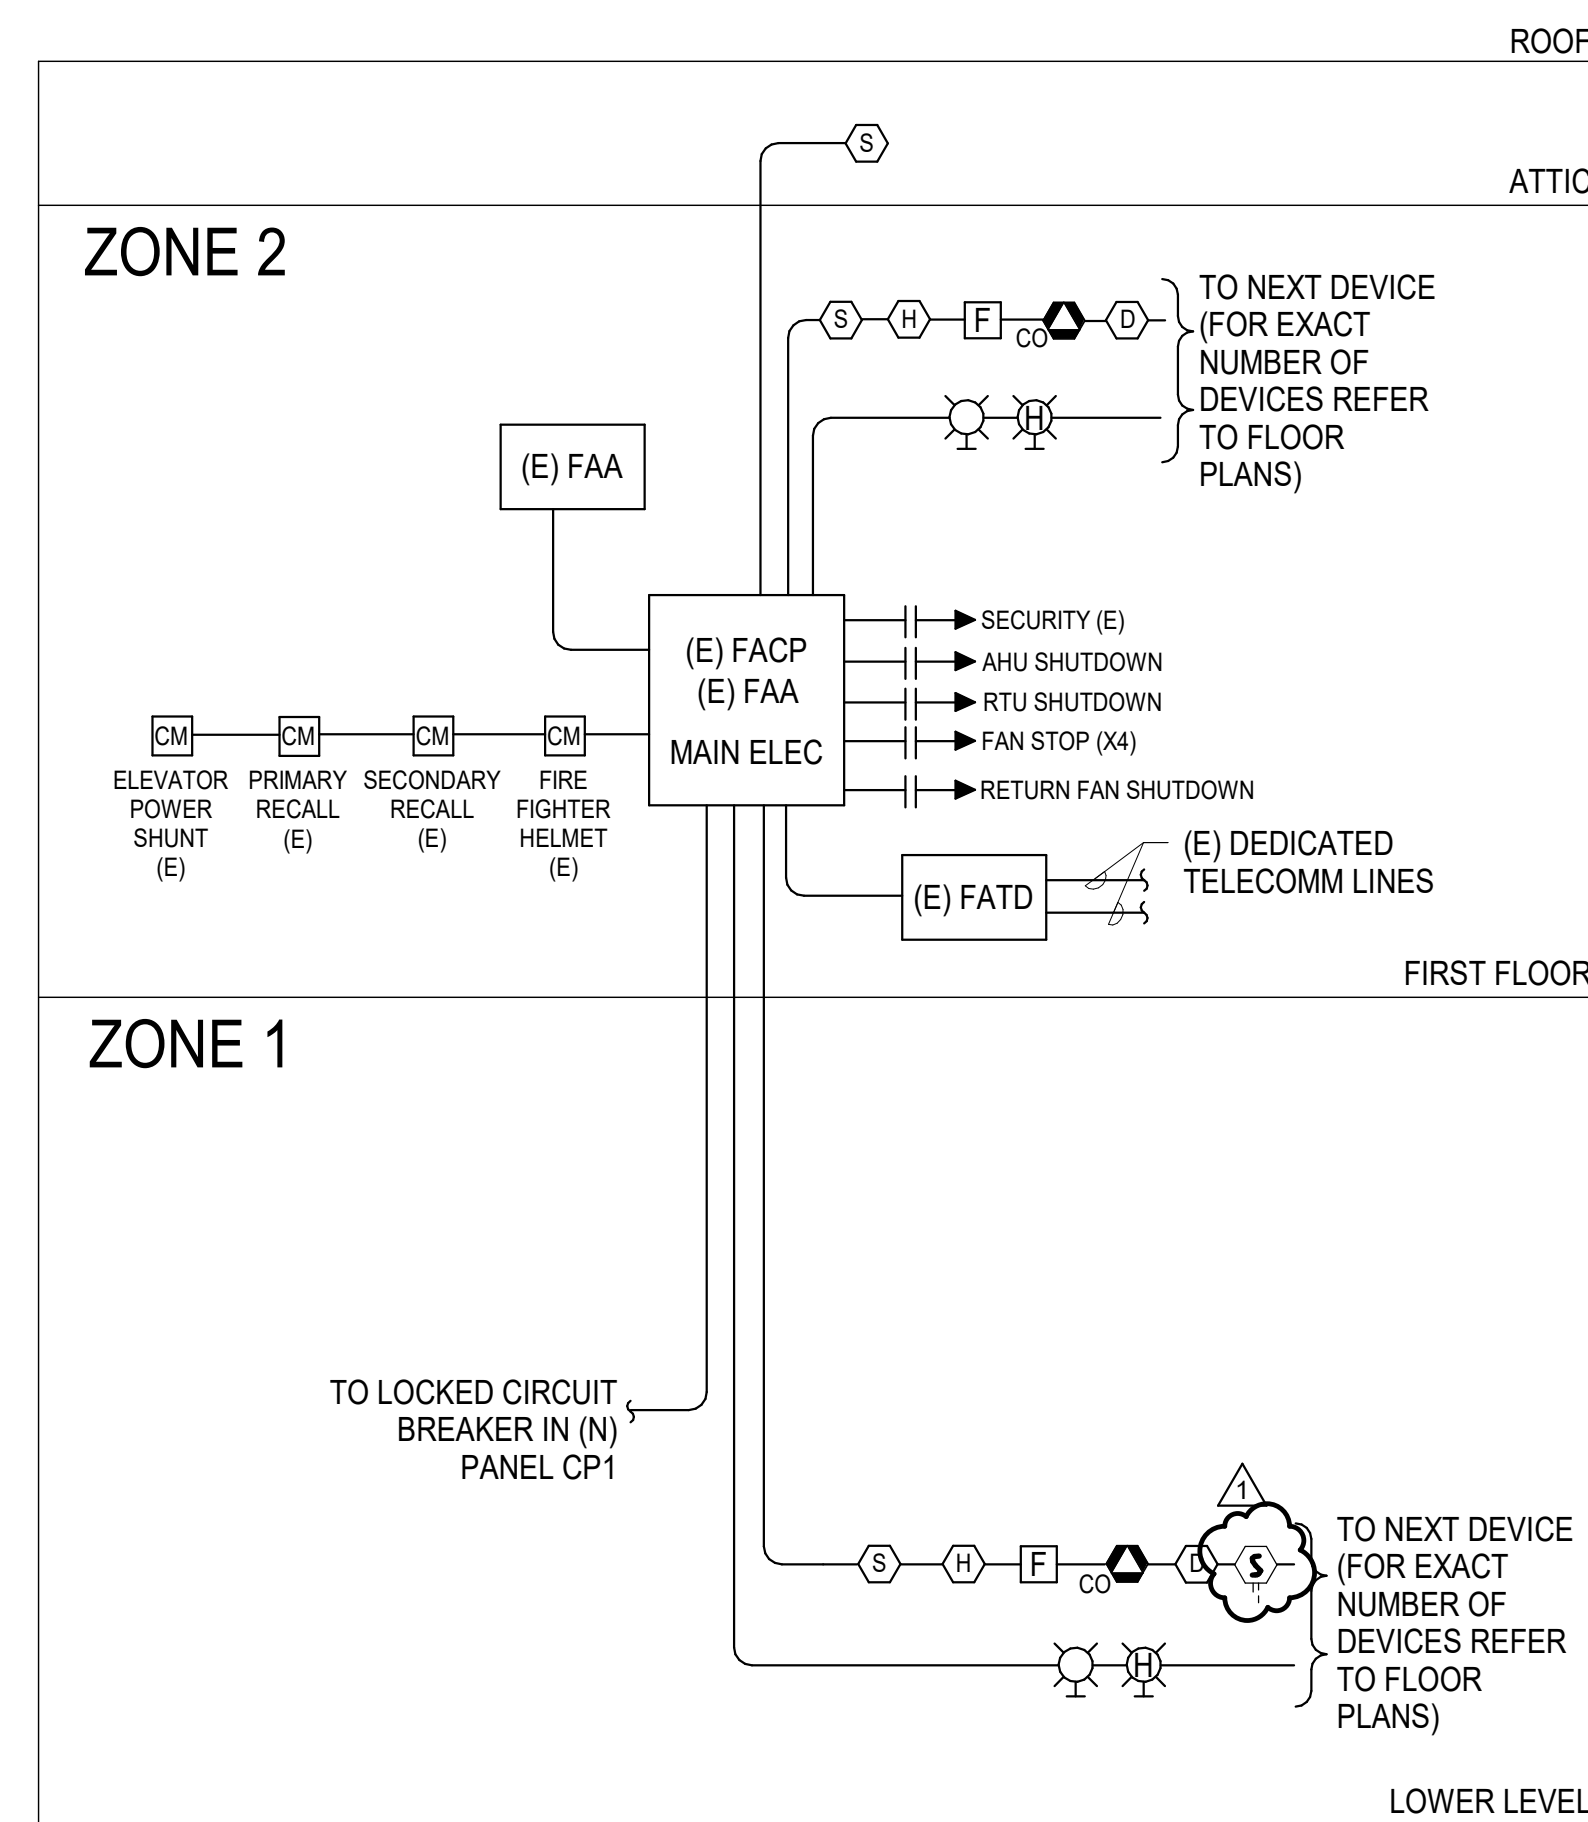 ROOF
S
ATTIC
ZONE 2
S H F CO D
TO NEXT DEVICE
(FOR EXACT
NUMBER OF
DEVICES REFER
TO FLOOR
PLANS)
H
(E) FAA
(E) FACP
(E) FAA
MAIN ELEC
SECURITY (E)
AHU SHUTDOWN
RTU SHUTDOWN
FAN STOP (X4)
RETURN FAN SHUTDOWN
CM CM CM CM
ELEVATOR
POWER
SHUNT
(E)
PRIMARY
RECALL
(E)
SECONDARY
RECALL
(E)
FIRE
FIGHTER
HELMET
(E)
(E) FATD
(E) DEDICATED
TELECOMM LINES
FIRST FLOOR
ZONE 1
TO LOCKED CIRCUIT
BREAKER IN (N)
PANEL CP1
1
S H F CO D S
TO NEXT DEVICE
(FOR EXACT
NUMBER OF
DEVICES REFER
TO FLOOR
PLANS)
H
LOWER LEVEL